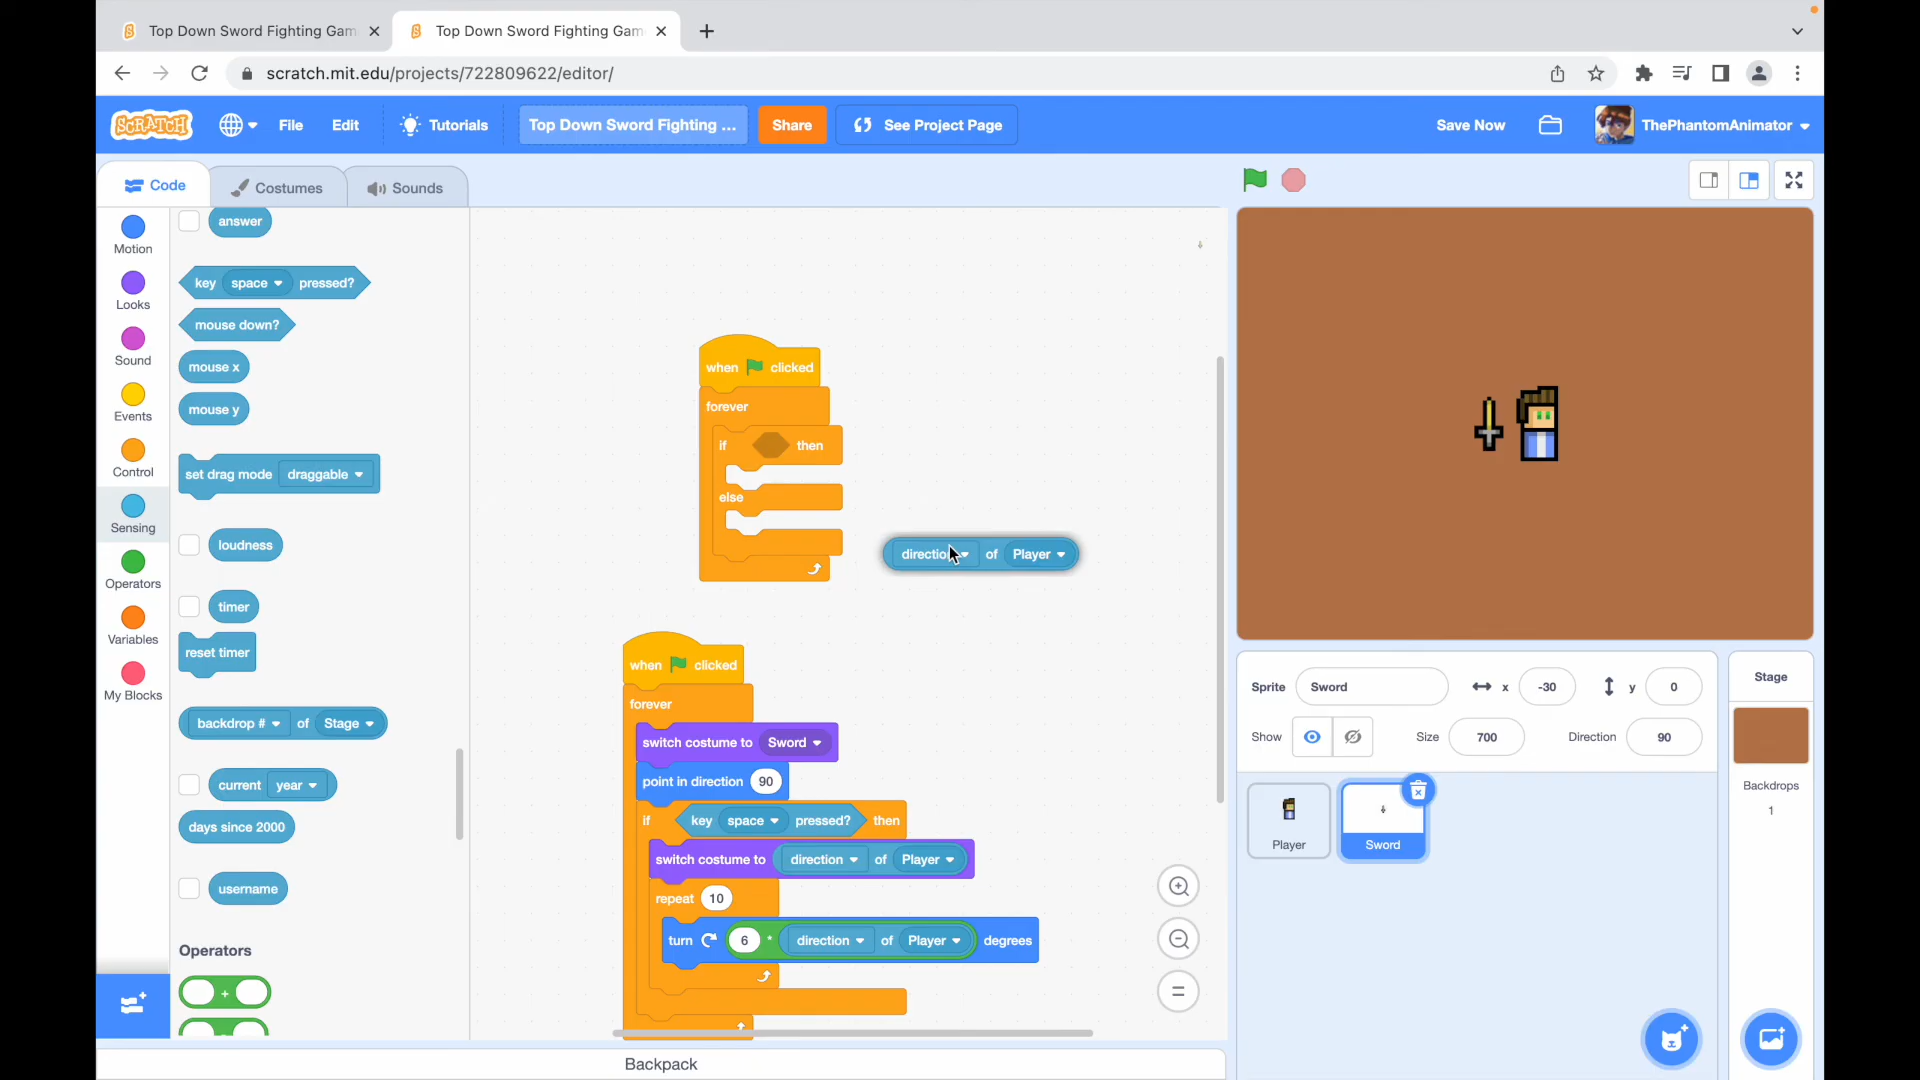 Top Down Sword Fighting Gam
Top Down Sword Fighting Gam
scratch.mit.edu/projects/722809622/editor/
SCRATCH
File
Edit
Tutorials
Top Down Sword Fighting ...
Share
See Project Page
Save Now
ThePhantomAnimator
Code
Costumes
Sounds
Motion
Looks
Sound
Events
Control
Sensing
Operators
Variables
My Blocks
answer
key space pressed?
mouse down?
mouse x
mouse y
set drag mode draggable
loudness
timer
reset timer
backdrop # of Stage
current year
days since 2000
username
Operators
+
when clicked
forever
if then
else
direction of Player
when clicked
forever
switch costume to Sword
point in direction 90
if key space pressed? then
switch costume to direction of Player
repeat 10
turn 6 * direction of Player degrees
Backpack
Sprite Sword x -30 y 0
Show Size 700 Direction 90
Player
Sword
Stage
Backdrops
1